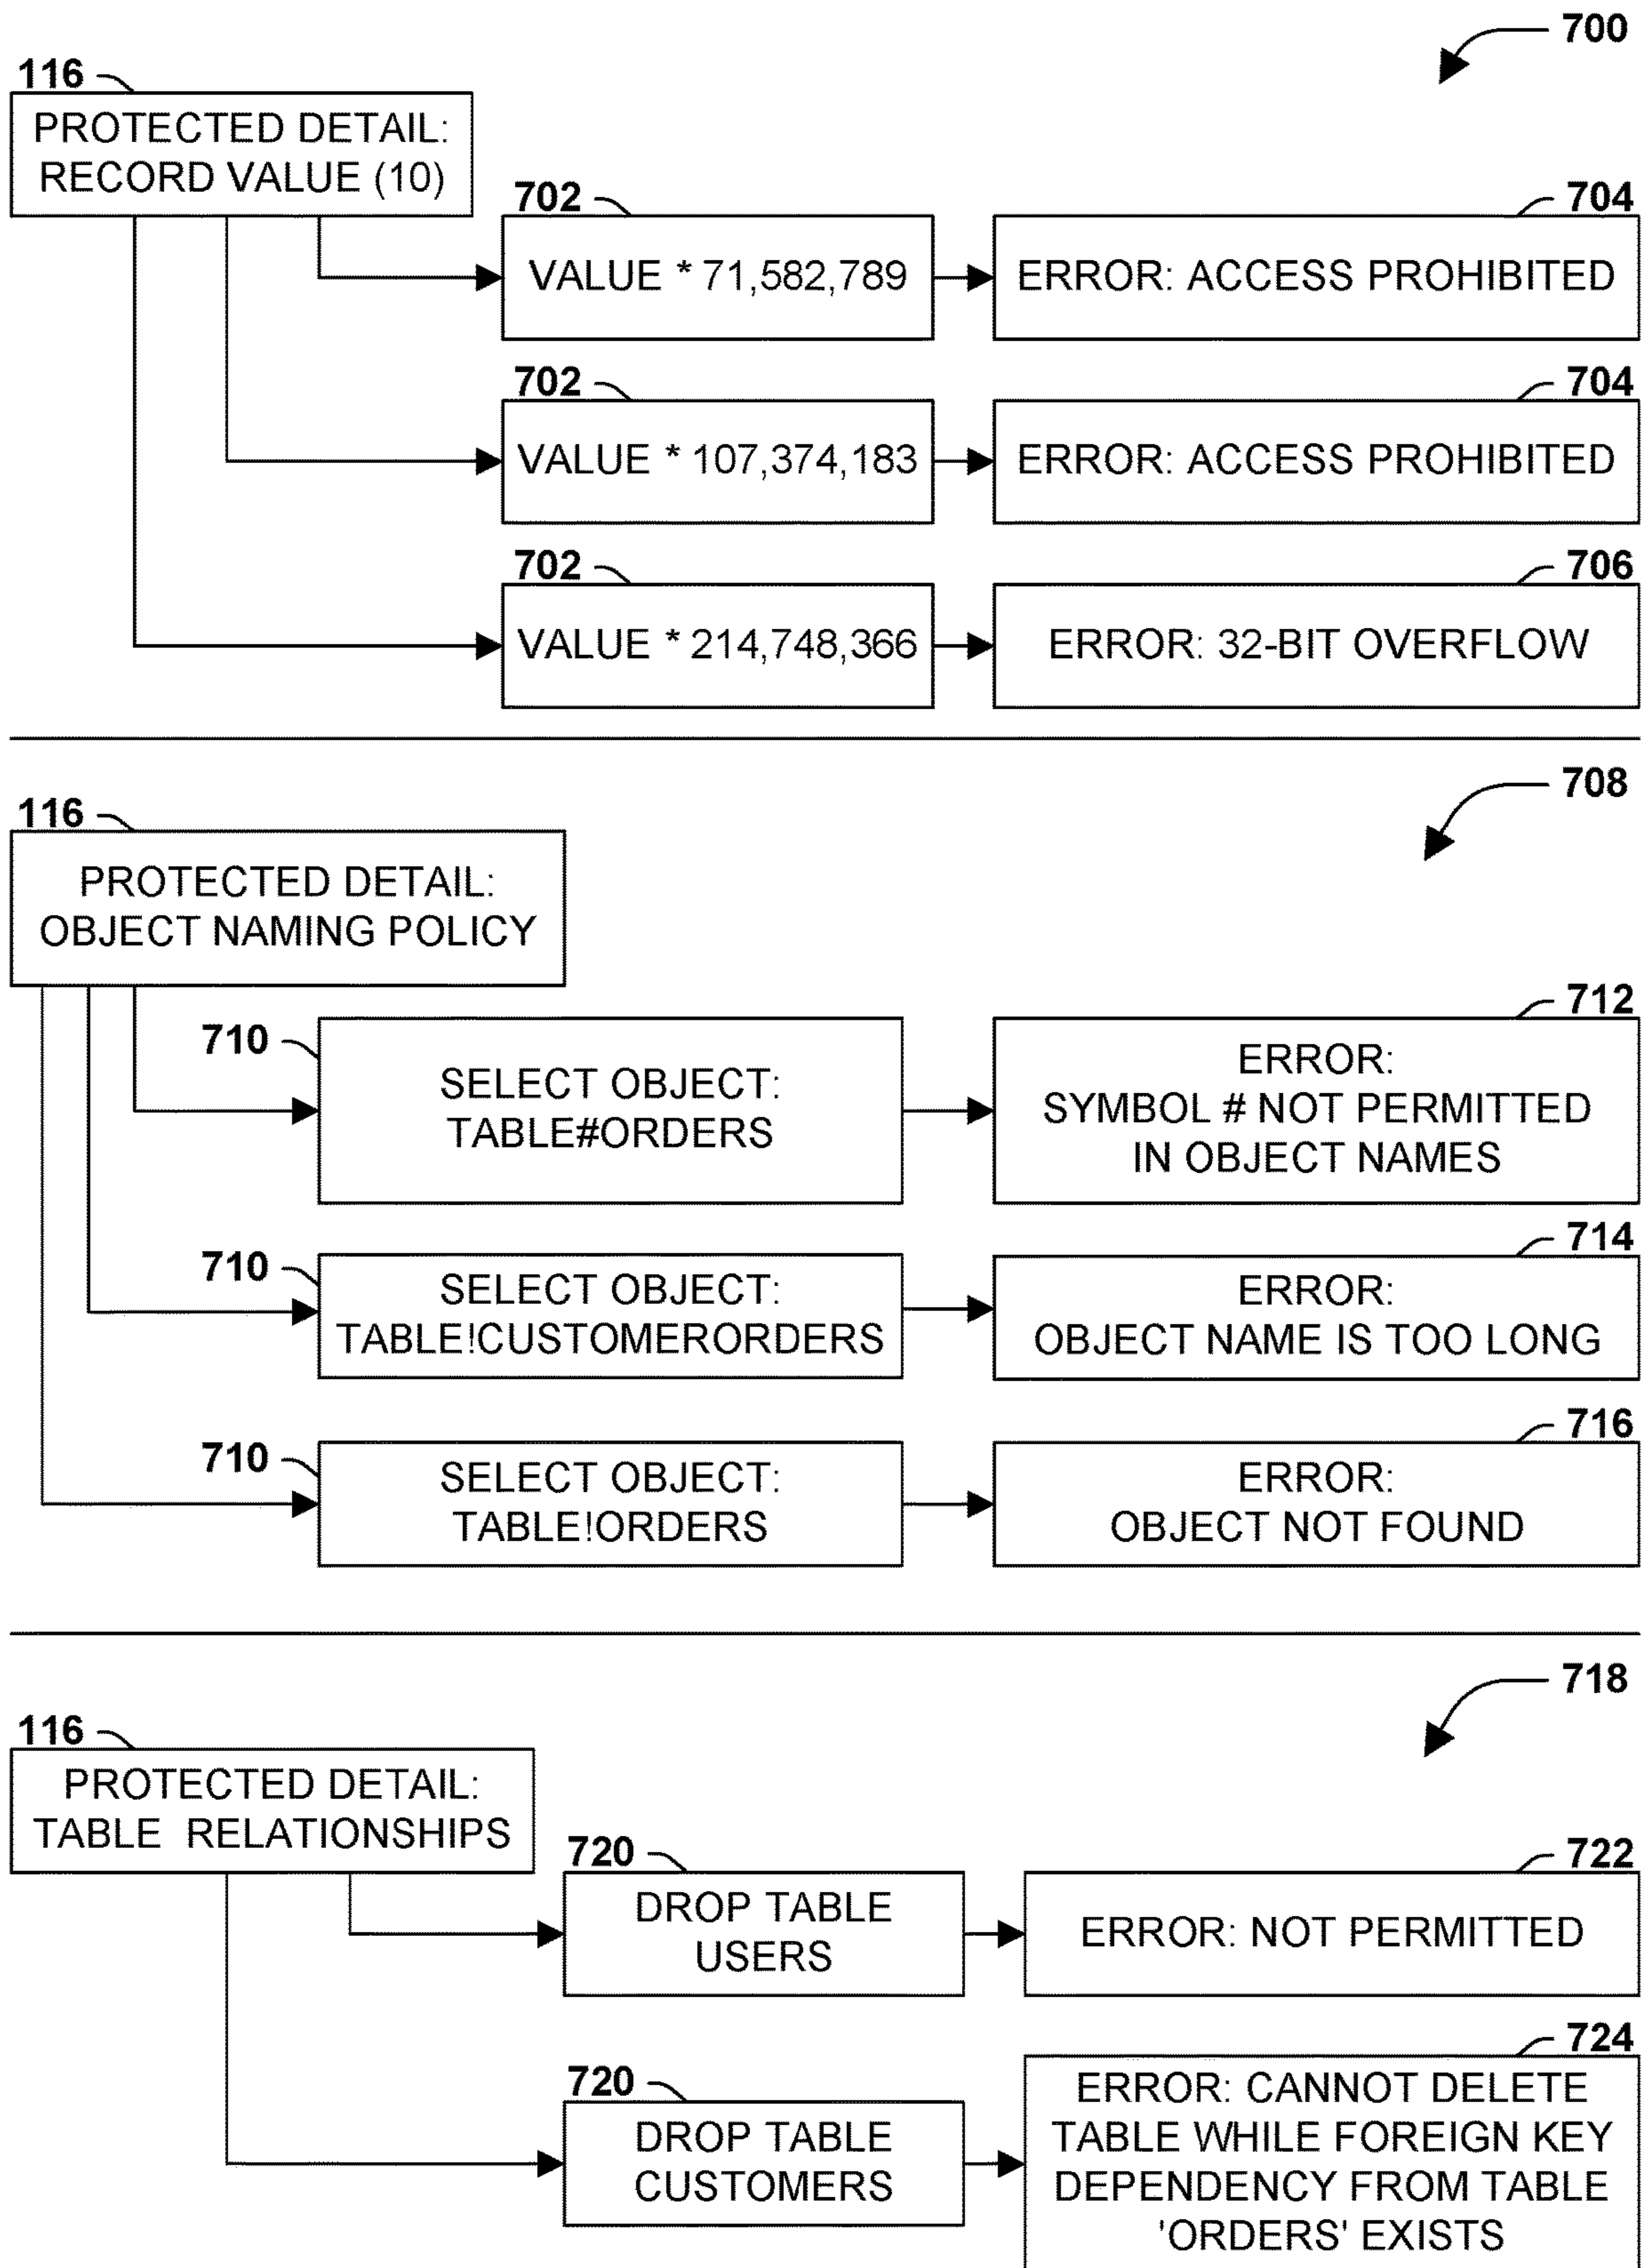 700
116
PROTECTED DETAIL:
RECORD VALUE (10)
702
704
VALUE * 71,582,789
ERROR: ACCESS PROHIBITED
702
704
VALUE * 107,374,183
ERROR: ACCESS PROHIBITED
702
706
VALUE * 214,748,366
ERROR: 32-BIT OVERFLOW
708
116
PROTECTED DETAIL:
OBJECT NAMING POLICY
710
SELECT OBJECT:
TABLE#ORDERS
712
ERROR:
SYMBOL # NOT PERMITTED
IN OBJECT NAMES
710
SELECT OBJECT:
TABLE!CUSTOMERORDERS
714
ERROR:
OBJECT NAME IS TOO LONG
710
SELECT OBJECT:
TABLE!ORDERS
716
ERROR:
OBJECT NOT FOUND
718
116
PROTECTED DETAIL:
TABLE RELATIONSHIPS
720
DROP TABLE
USERS
722
ERROR: NOT PERMITTED
720
DROP TABLE
CUSTOMERS
724
ERROR: CANNOT DELETE
TABLE WHILE FOREIGN KEY
DEPENDENCY FROM TABLE
'ORDERS' EXISTS